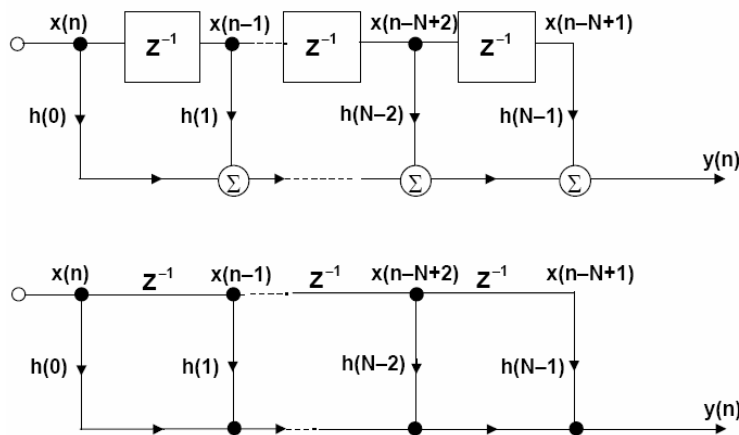 x(n) x(n–1) x(n–N+2) x(n–N+1)
Z⁻¹ Z⁻¹ Z⁻¹
h(0) h(1) h(N–2) h(N–1)
y(n)
Σ Σ Σ
x(n) Z⁻¹ x(n–1) Z⁻¹ x(n–N+2) Z⁻¹ x(n–N+1)
h(0) h(1) h(N–2) h(N–1)
y(n)